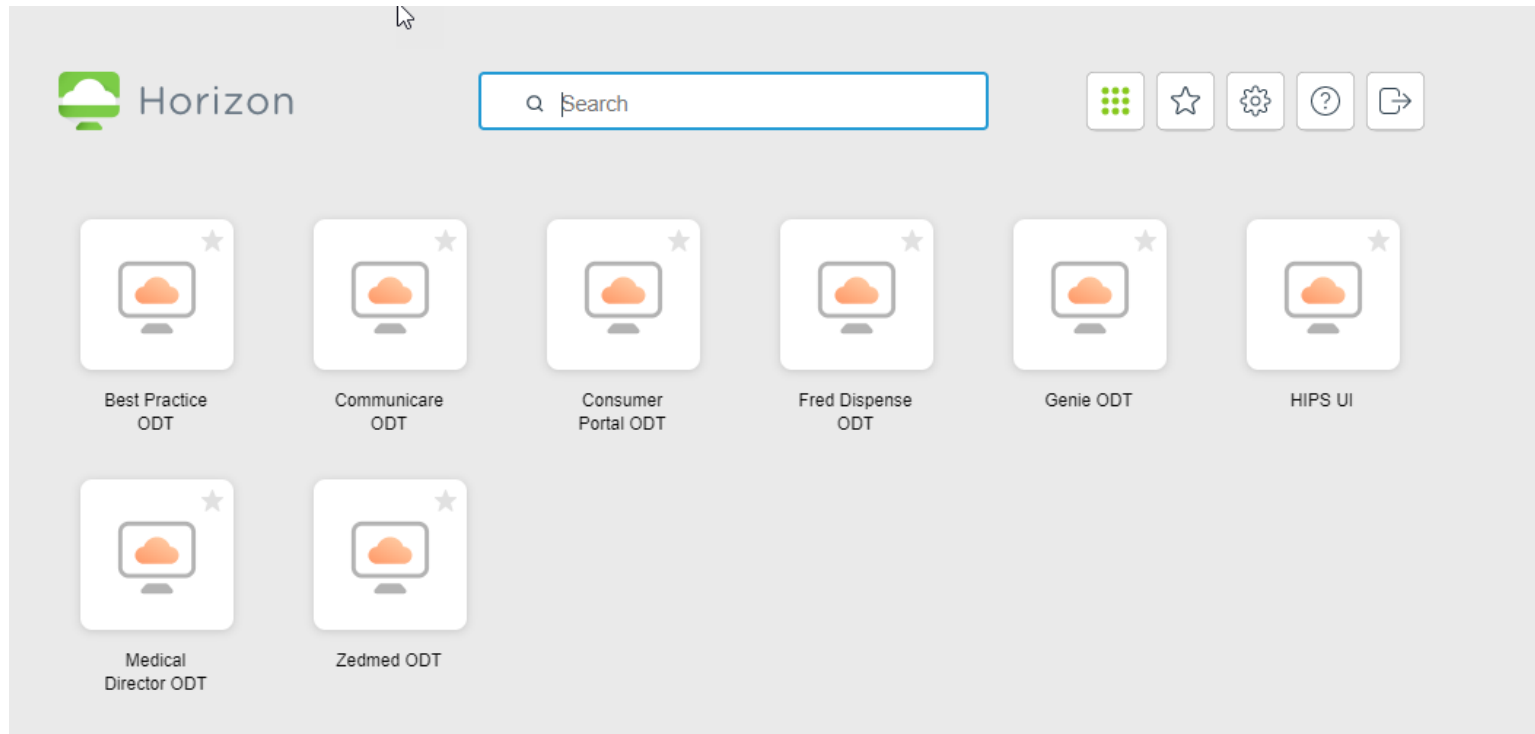 Horizon
Search
Best Practice
ODT
Communicare
ODT
Consumer
Portal ODT
Fred Dispense
ODT
Genie ODT
HIPS UI
Medical
Director ODT
Zedmed ODT